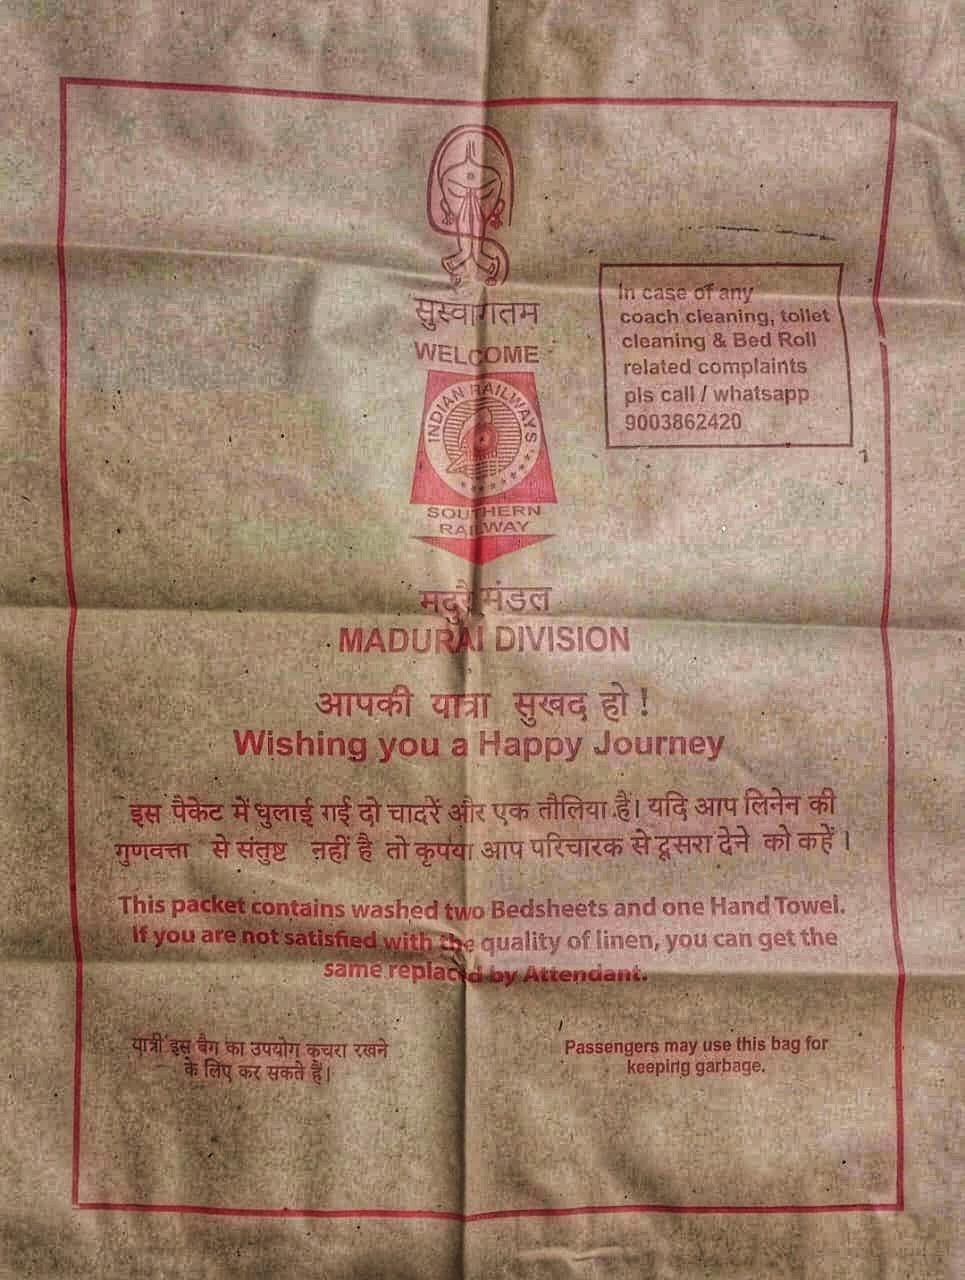 सुस्वागतम
WELCOME
INDIAN RAILWAYS
SOUTHERN
RAILWAY
In case of any
coach cleaning, toilet
cleaning & Bed Roll
related complaints
pls call / whatsapp
9003862420
मदुरै मंडल
MADURAI DIVISION
आपकी यात्रा सुखद हो !
Wishing you a Happy Journey
इस पैकेट में धुलाई गई दो चादरें और एक तौलिया हैं। यदि आप लिनेन की
गुणवत्ता से संतुष्ट नहीं है तो कृपया आप परिचारक से दूसरा देने को कहें ।
This packet contains washed two Bedsheets and one Hand Towel.
If you are not satisfied with the quality of linen, you can get the
same replaced by Attendant.
यात्री इस बैग का उपयोग कचरा रखने
के लिए कर सकते हैं।
Passengers may use this bag for
keeping garbage.